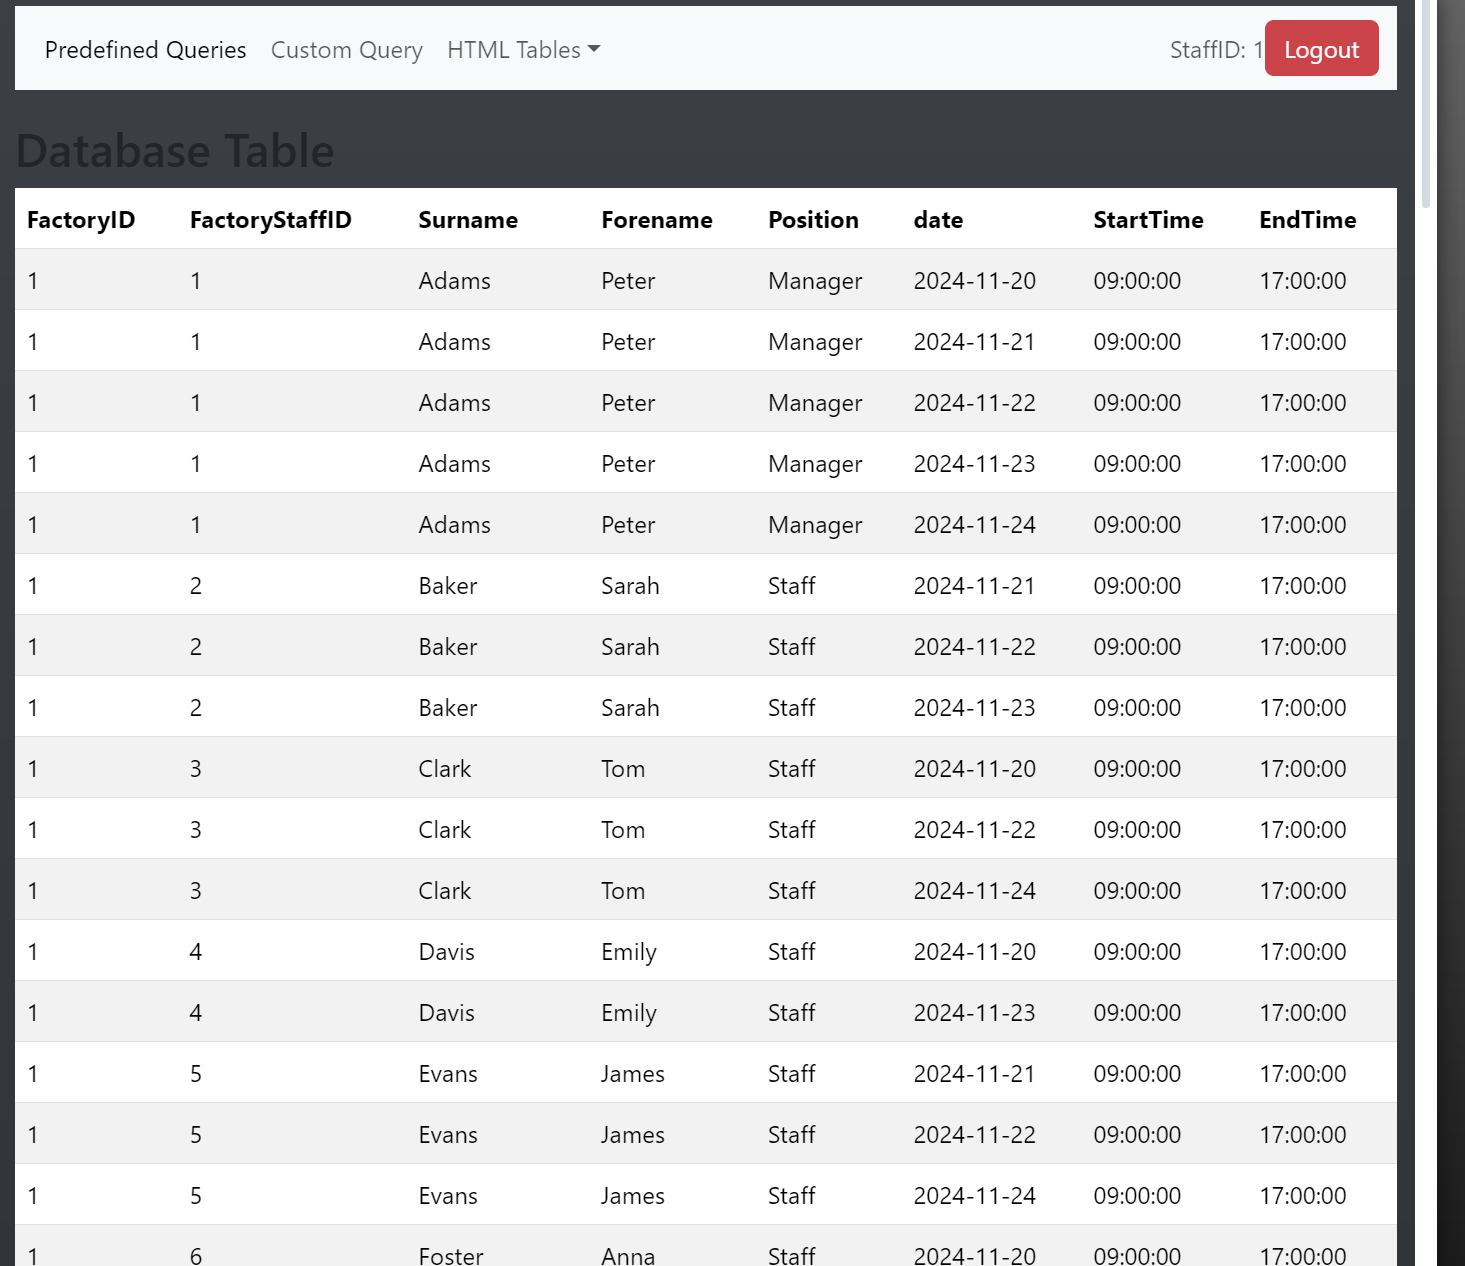 Predefined Queries Custom Query HTML Tables StaffID: 1 Logout
Database Table
FactoryID FactoryStaffID Surname Forename Position date StartTime EndTime
1 1 Adams Peter Manager 2024-11-20 09:00:00 17:00:00
1 1 Adams Peter Manager 2024-11-21 09:00:00 17:00:00
1 1 Adams Peter Manager 2024-11-22 09:00:00 17:00:00
1 1 Adams Peter Manager 2024-11-23 09:00:00 17:00:00
1 1 Adams Peter Manager 2024-11-24 09:00:00 17:00:00
1 2 Baker Sarah Staff 2024-11-21 09:00:00 17:00:00
1 2 Baker Sarah Staff 2024-11-22 09:00:00 17:00:00
1 2 Baker Sarah Staff 2024-11-23 09:00:00 17:00:00
1 3 Clark Tom Staff 2024-11-20 09:00:00 17:00:00
1 3 Clark Tom Staff 2024-11-22 09:00:00 17:00:00
1 3 Clark Tom Staff 2024-11-24 09:00:00 17:00:00
1 4 Davis Emily Staff 2024-11-20 09:00:00 17:00:00
1 4 Davis Emily Staff 2024-11-23 09:00:00 17:00:00
1 5 Evans James Staff 2024-11-21 09:00:00 17:00:00
1 5 Evans James Staff 2024-11-22 09:00:00 17:00:00
1 5 Evans James Staff 2024-11-24 09:00:00 17:00:00
1 6 Foster Anna Staff 2024-11-20 09:00:00 17:00:00